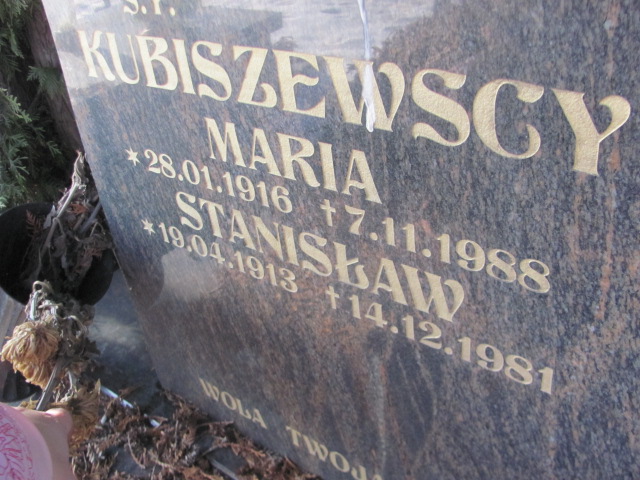 Ś.P.
KUBISZEWSCY
MARIA
* 28.01.1916 †7.11.1988
STANISŁAW
*19.04.1913 †14.12.1981
WOLA TWOJA